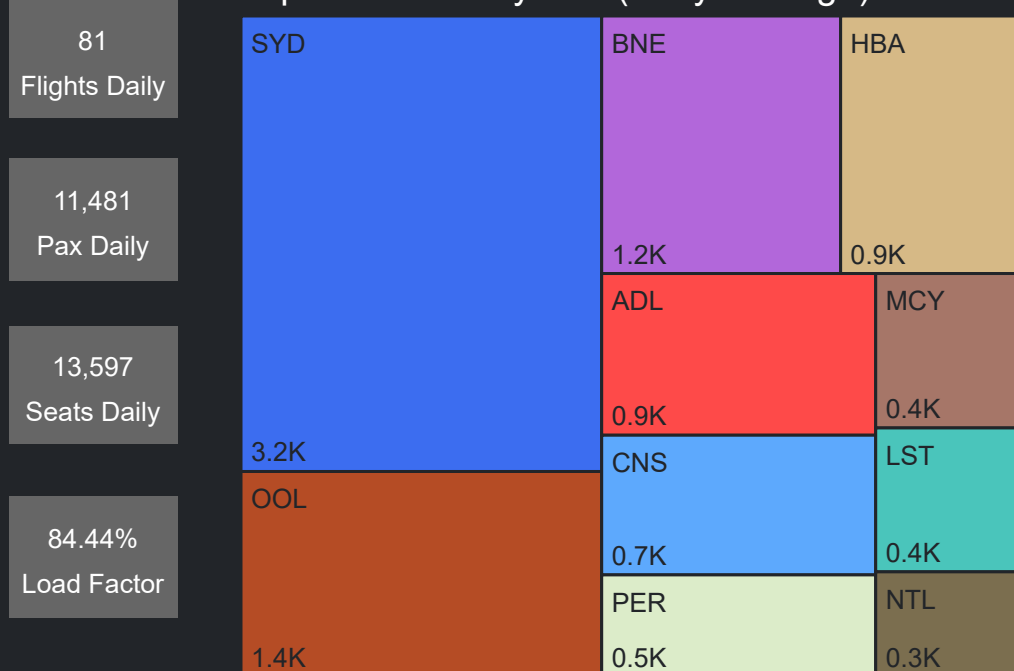 81
Flights Daily
11,481
Pax Daily
13,597
Seats Daily
84.44%
Load Factor
SYD
3.2K
OOL
1.4K
BNE
1.2K
HBA
0.9K
ADL
0.9K
MCY
0.4K
CNS
0.7K
LST
0.4K
PER
0.5K
NTL
0.3K